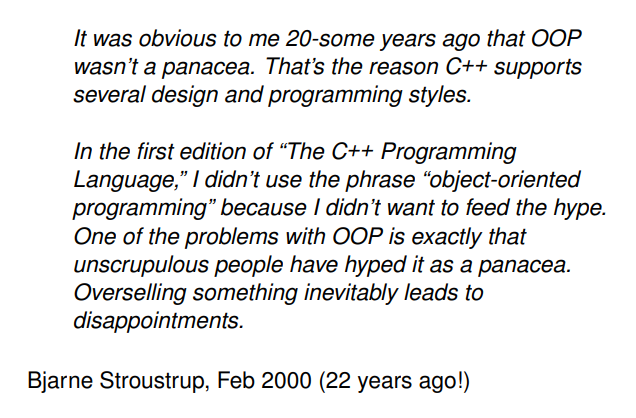 It was obvious to me 20-some years ago that OOP
wasn’t a panacea. That’s the reason C++ supports
several design and programming styles.
In the first edition of “The C++ Programming
Language,” I didn’t use the phrase “object-oriented
programming” because I didn’t want to feed the hype.
One of the problems with OOP is exactly that
unscrupulous people have hyped it as a panacea.
Overselling something inevitably leads to
disappointments.
Bjarne Stroustrup, Feb 2000 (22 years ago!)